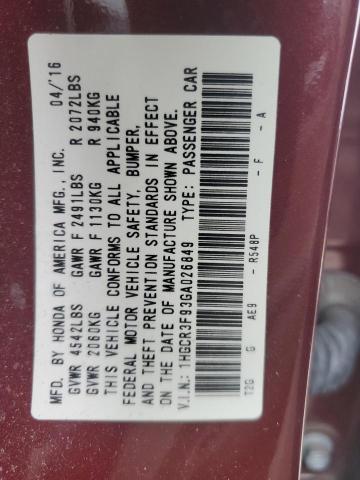 MFD. BY HONDA OF AMERICA MFG., INC. 04/'16
GVWR 4542LBS GAWR F 2491LBS R 2072LBS
GVWR 2060KG GAWR F 1130KG R 940KG
THIS VEHICLE CONFORMS TO ALL APPLICABLE
FEDERAL MOTOR VEHICLE SAFETY, BUMPER,
AND THEFT PREVENTION STANDARDS IN EFFECT
ON THE DATE OF MANUFACTURE SHOWN ABOVE.
V.I.N.: 1HGCR3F93GA026849 TYPE: PASSENGER CAR
T2G G AE9 - R548P - F - A